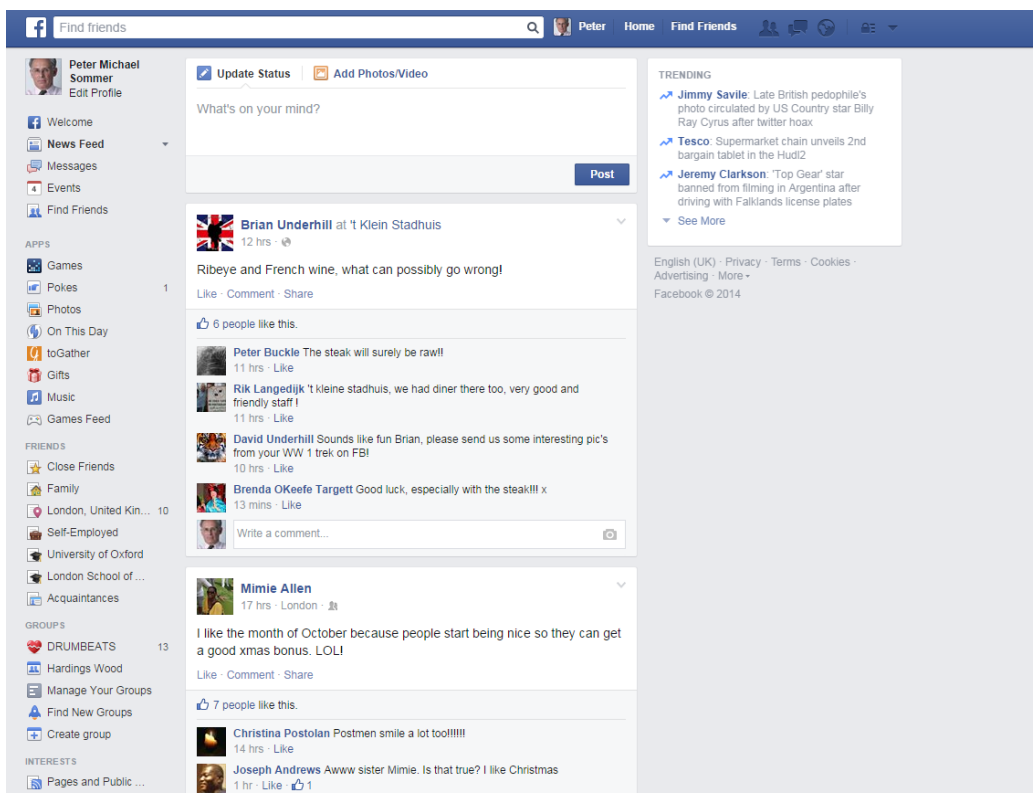 Find friends
Peter Home Find Friends
Peter Michael
Sommer
Edit Profile
Welcome
News Feed
Messages
4 Events
Find Friends
APPS
Games
Pokes 1
Photos
On This Day
toGather
Gifts
Music
Games Feed
FRIENDS
Close Friends
Family
London, United Kin... 10
Self-Employed
University of Oxford
London School of ...
Acquaintances
GROUPS
DRUMBEATS 13
Hardings Wood
Manage Your Groups
Find New Groups
Create group
INTERESTS
Pages and Public ...
Update Status Add Photos/Video
What's on your mind?
Post
Brian Underhill at 't Klein Stadhuis
12 hrs ·
Ribeye and French wine, what can possibly go wrong!
Like · Comment · Share
6 people like this.
Peter Buckle The steak will surely be raw!!
11 hrs · Like
Rik Langedijk 't kleine stadhuis, we had diner there too, very good and
friendly staff !
11 hrs · Like
David Underhill Sounds like fun Brian, please send us some interesting pic's
from your WW 1 trek on FB!
10 hrs · Like
Brenda OKeefe Targett Good luck, especially with the steak!!! x
13 mins · Like
Write a comment...
Mimie Allen
17 hrs · London ·
I like the month of October because people start being nice so they can get
a good xmas bonus. LOL!
Like · Comment · Share
7 people like this.
Christina Postolan Postmen smile a lot too!!!!!!
14 hrs · Like
Joseph Andrews Awww sister Mimie. Is that true? I like Christmas
1 hr · Like · 1
TRENDING
Jimmy Savile: Late British pedophile's
photo circulated by US Country star Billy
Ray Cyrus after twitter hoax
Tesco: Supermarket chain unveils 2nd
bargain tablet in the Hudl2
Jeremy Clarkson: 'Top Gear' star
banned from filming in Argentina after
driving with Falklands license plates
See More
English (UK) · Privacy · Terms · Cookies ·
Advertising · More
Facebook © 2014